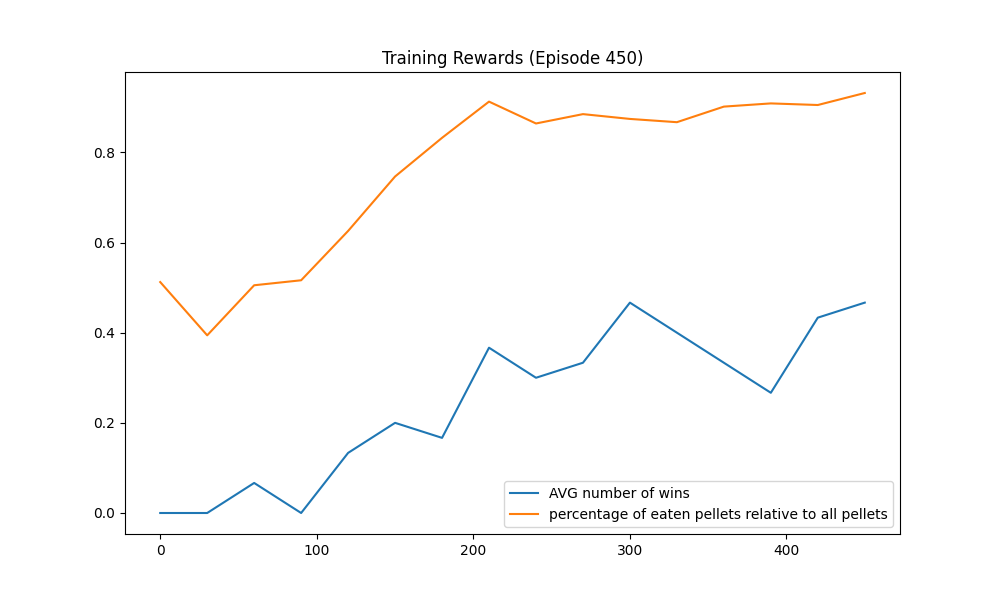 Training Rewards (Episode 450)
0.8
0.6
0.4
0.2
0.0
AVG number of wins
percentage of eaten pellets relative to all pellets
0 100 200 300 400